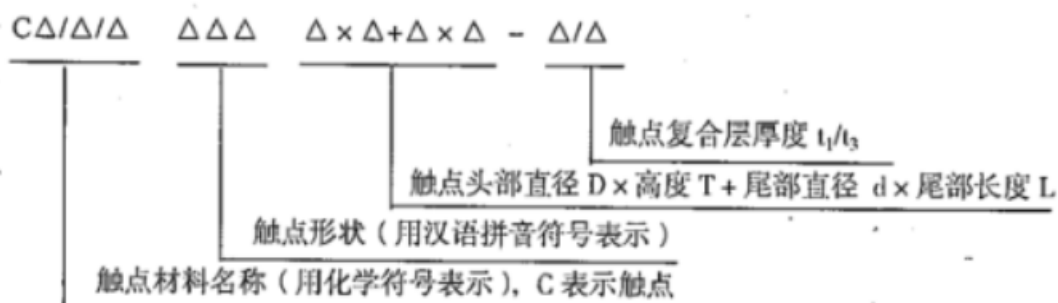 CΔ/Δ/Δ ΔΔΔ Δ×Δ+Δ×Δ - Δ/Δ
触点复合层厚度 t₁/t₃
触点头部直径 D×高度 T+尾部直径 d×尾部长度 L
触点形状（用汉语拼音符号表示）
触点材料名称（用化学符号表示），C 表示触点